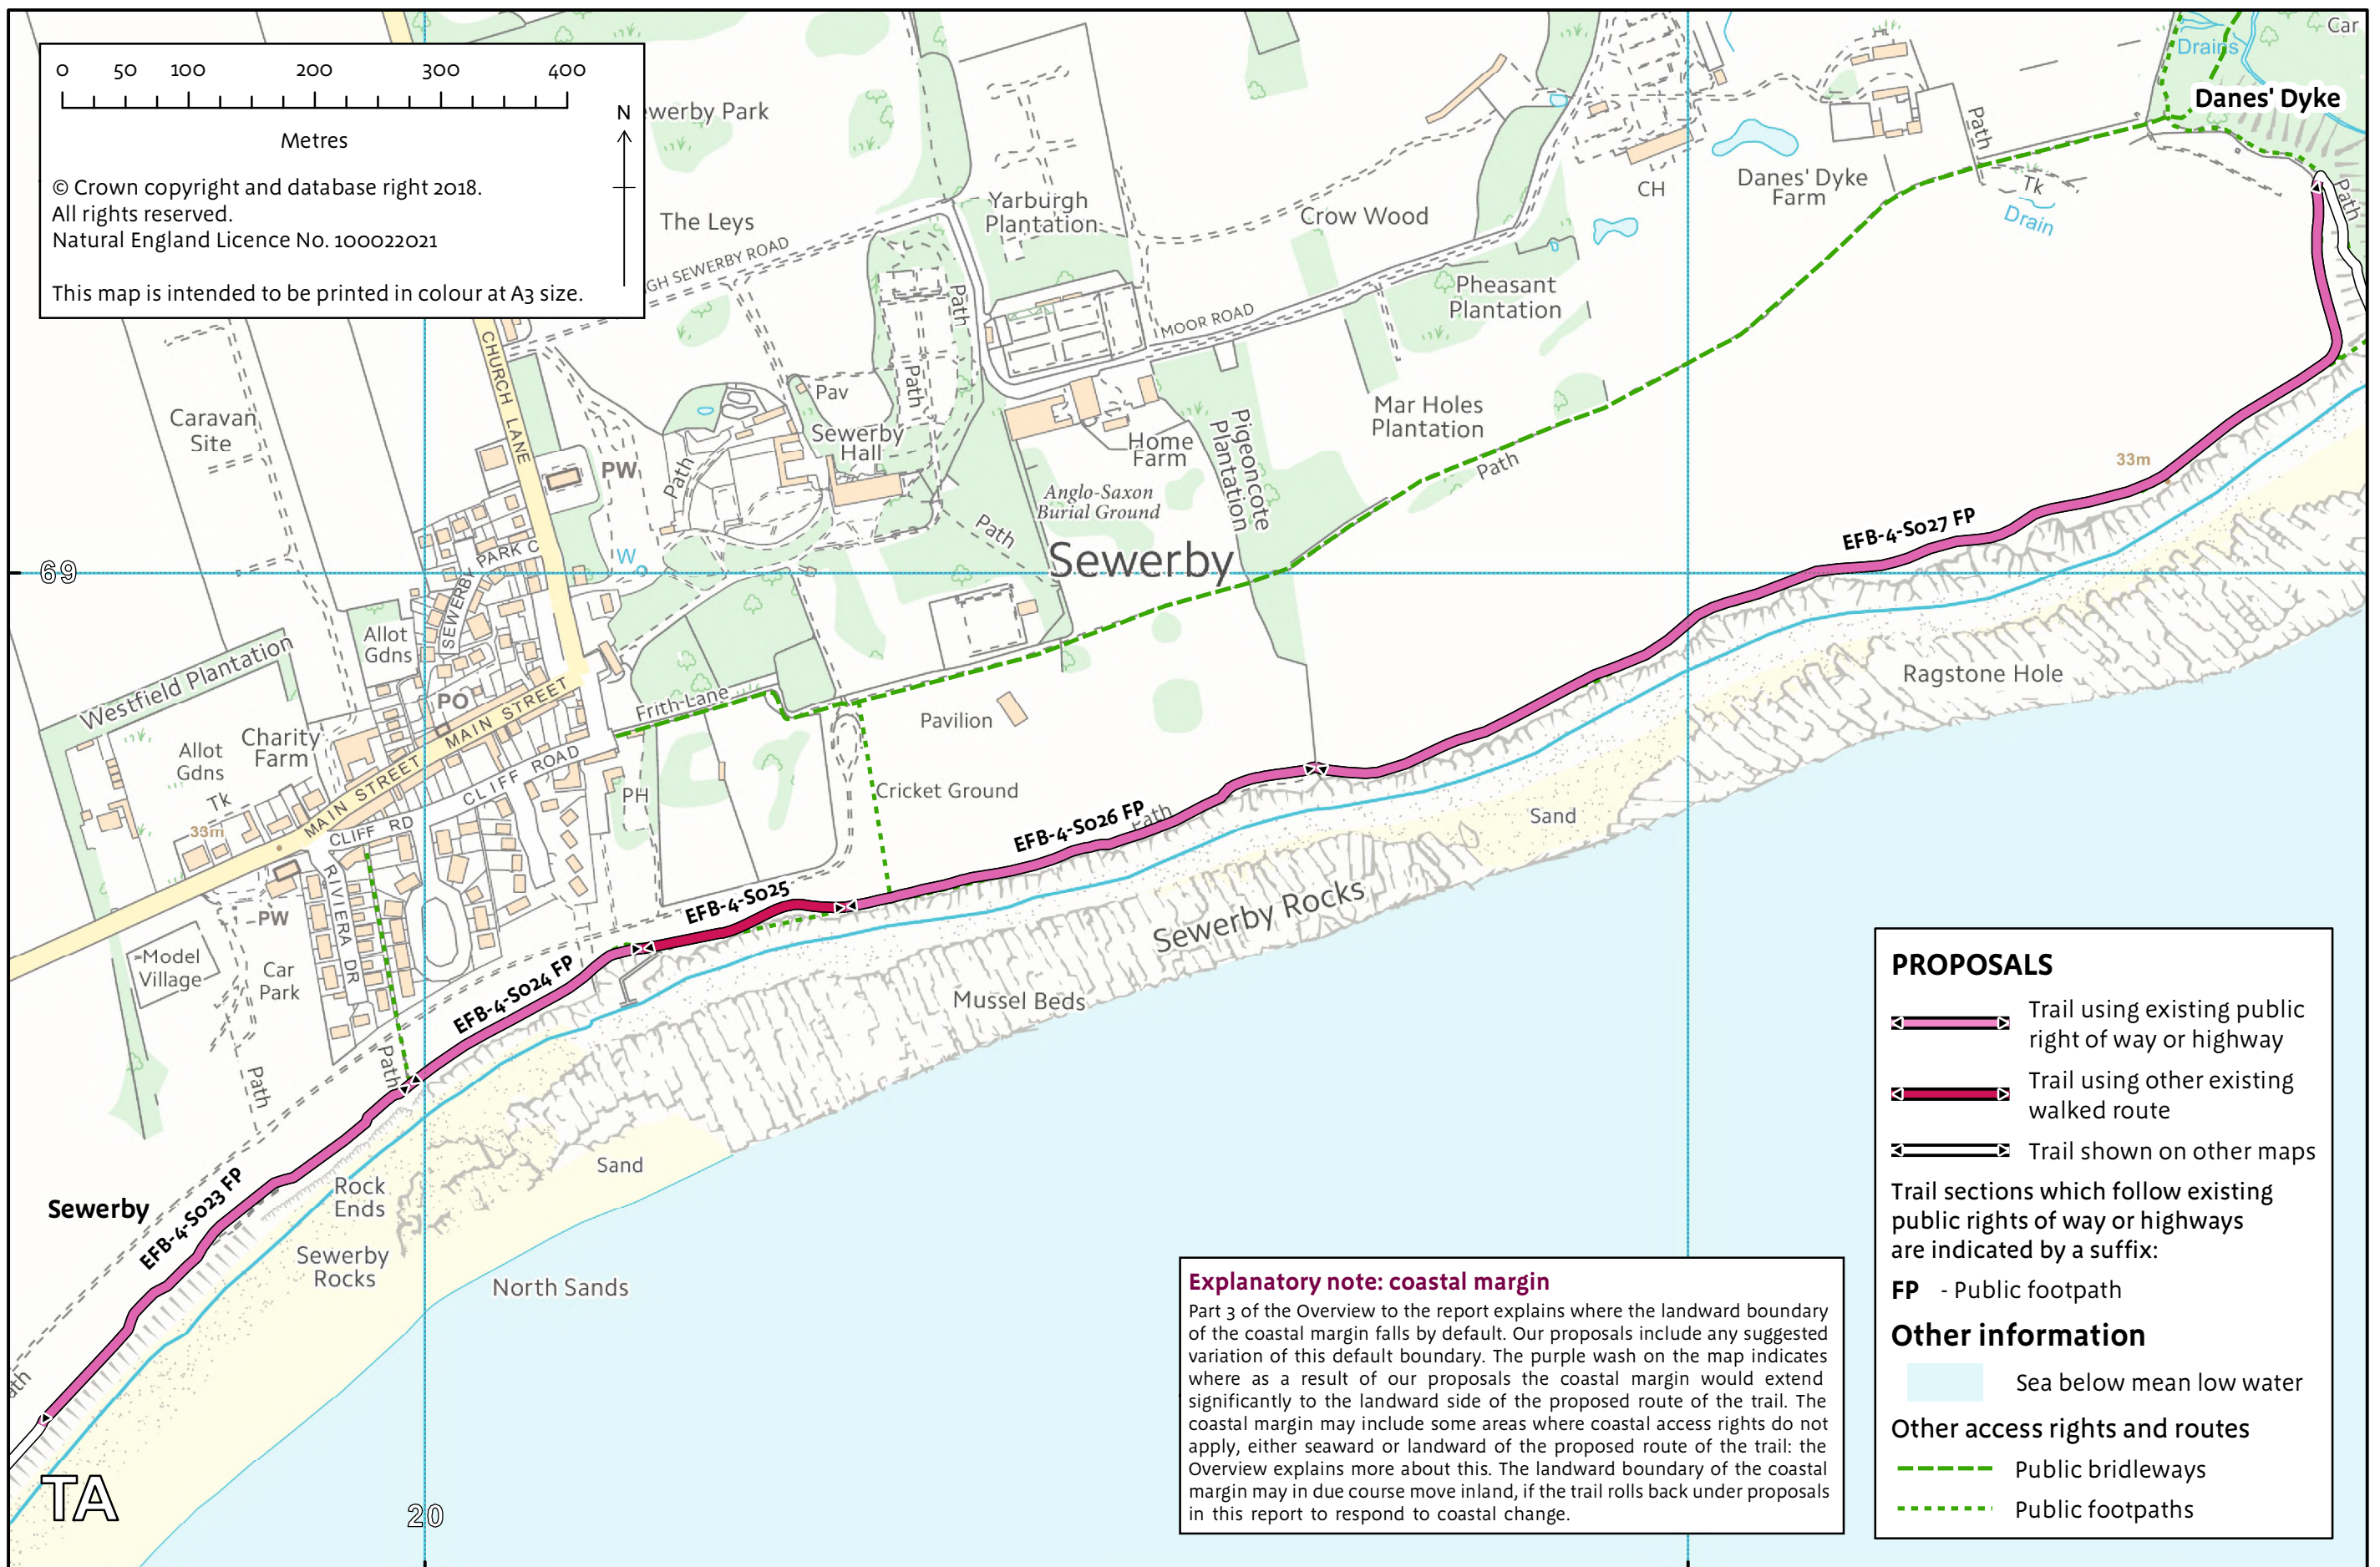 0 50 100 200 300 400
Metres
© Crown copyright and database right 2018.
All rights reserved.
Natural England Licence No. 100022021
This map is intended to be printed in colour at A3 size.
N
werby Park
The Leys
GH SEWERBY ROAD
Yarburgh
Plantation
Crow Wood
CH
Danes' Dyke
Farm
Path
Tk
Drain
Drains
Car
Danes' Dyke
Path
Path
Pheasant
Plantation
MOOR ROAD
CHURCH LANE
Caravan
Site
Pav
Path
Sewerby
Hall
PW
Path
Home
Farm
Pigeoncote
Plantation
Mar Holes
Plantation
Path
Anglo-Saxon
Burial Ground
Path
Sewerby
33m
EFB-4-S027 FP
69
W
SEWERBY PARK C
Allot
Gdns
Westfield Plantation
PO
MAIN STREET
Frith Lane
Charity
Farm
Allot
Gdns
Tk
33m
MAIN STREET
CLIFF ROAD
CLIFF RD
PH
Pavilion
Cricket Ground
Ragstone Hole
EFB-4-S026 FP
Path
Sand
RIVIERA DR
PW
Model
Village
Car
Park
EFB-4-S025
Sewerby Rocks
EFB-4-S024 FP
Mussel Beds
Path
Path
Sand
Rock
Ends
Sewerby
EFB-4-S023 FP
Sewerby
Rocks
North Sands
ath
TA
20
Explanatory note: coastal margin
Part 3 of the Overview to the report explains where the landward boundary
of the coastal margin falls by default. Our proposals include any suggested
variation of this default boundary. The purple wash on the map indicates
where as a result of our proposals the coastal margin would extend
significantly to the landward side of the proposed route of the trail. The
coastal margin may include some areas where coastal access rights do not
apply, either seaward or landward of the proposed route of the trail: the
Overview explains more about this. The landward boundary of the coastal
margin may in due course move inland, if the trail rolls back under proposals
in this report to respond to coastal change.
PROPOSALS
Trail using existing public
right of way or highway
Trail using other existing
walked route
Trail shown on other maps
Trail sections which follow existing
public rights of way or highways
are indicated by a suffix:
FP - Public footpath
Other information
Sea below mean low water
Other access rights and routes
Public bridleways
Public footpaths